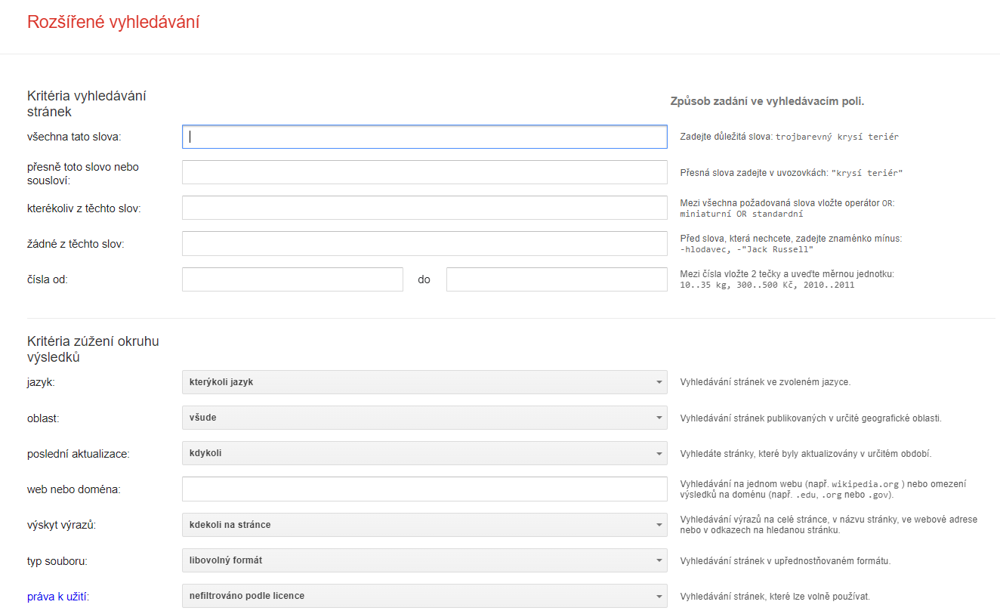 Rozšířené vyhledávání
Kritéria vyhledávání
stránek
Způsob zadání ve vyhledávacím poli.
všechna tato slova:
Zadejte důležitá slova: trojbarevný krysí teriér
přesně toto slovo nebo
sousloví:
Přesná slova zadejte v uvozovkách: "krysí teriér"
kterékoliv z těchto slov:
Mezi všechna požadovaná slova vložte operátor OR:
miniaturní OR standardní
žádné z těchto slov:
Před slova, která nechcete, zadejte znaménko mínus:
-hlodavec, -"Jack Russell"
čísla od:
do
Mezi čísla vložte 2 tečky a uveďte měrnou jednotku:
10..35 kg, 300..500 Kč, 2010..2011
Kritéria zúžení okruhu
výsledků
jazyk:
kterýkoli jazyk
Vyhledávání stránek ve zvoleném jazyce.
oblast:
všude
Vyhledávání stránek publikovaných v určité geografické oblasti.
poslední aktualizace:
kdykoli
Vyhledáte stránky, které byly aktualizovány v určitém období.
web nebo doména:
Vyhledávání na jednom webu (např. wikipedia.org ) nebo omezení
výsledků na doménu (např. .edu, .org nebo .gov).
výskyt výrazů:
kdekoli na stránce
Vyhledávání výrazů na celé stránce, v názvu stránky, ve webové adrese
nebo v odkazech na hledanou stránku.
typ souboru:
libovolný formát
Vyhledávání stránek v upřednostňovaném formátu.
práva k užití:
nefiltrováno podle licence
Vyhledávání stránek, které lze volně používat.